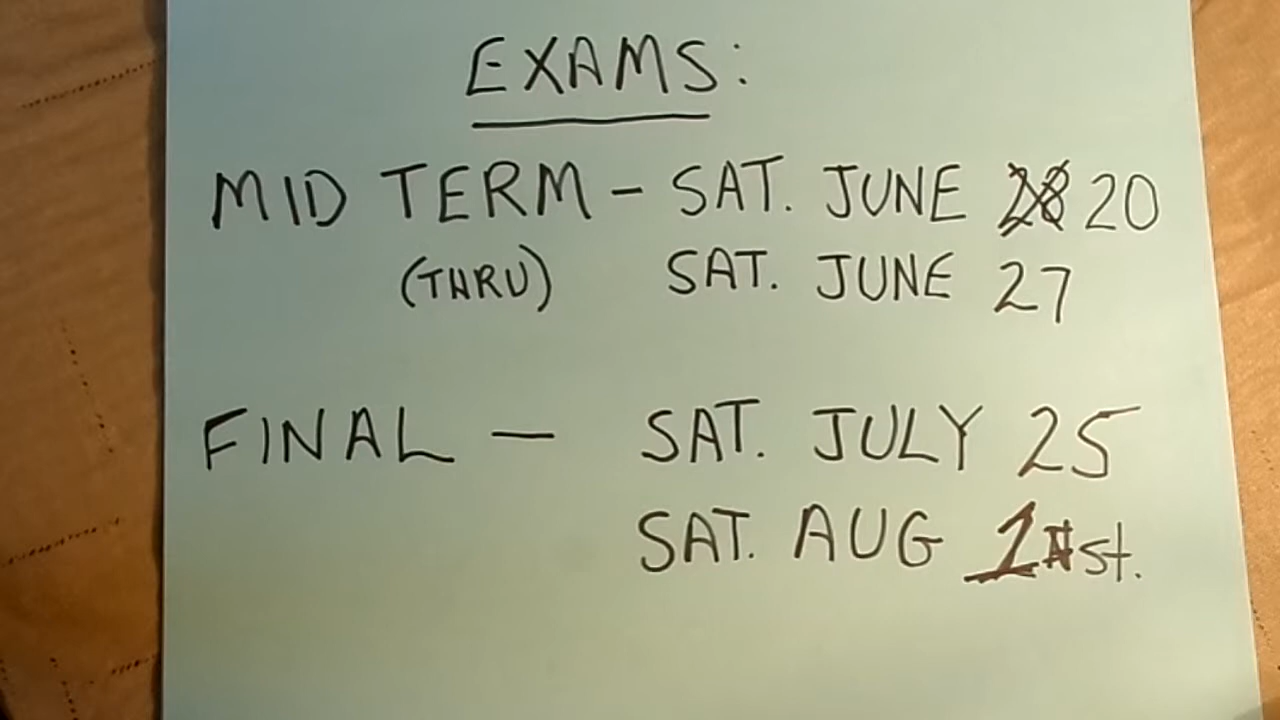 EXAMS:
MID TERM - SAT. JUNE 20
(THRU) SAT. JUNE 27
FINAL - SAT. JULY 25
SAT. AUG 1st.